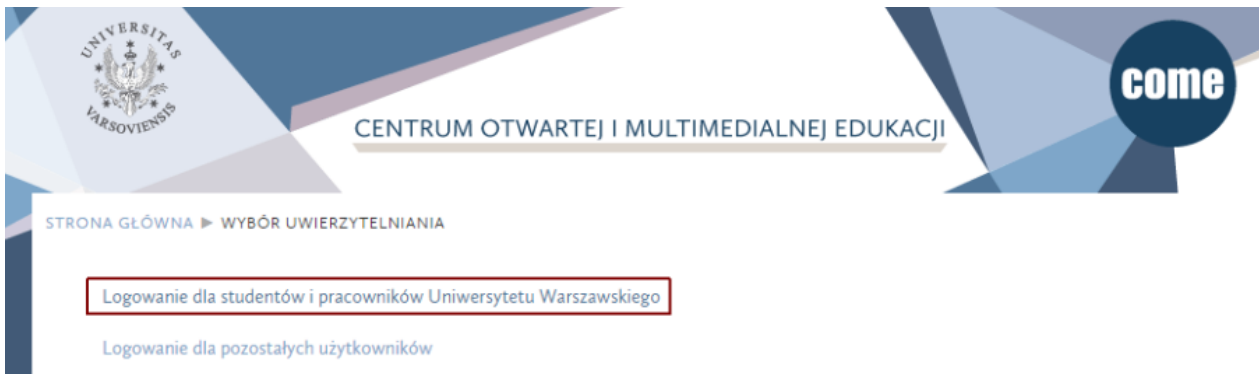 UNIVERSITAS
VARSOVIENSIS
come
CENTRUM OTWARTEJ I MULTIMEDIALNEJ EDUKACJI
STRONA GŁÓWNA ► WYBÓR UWIERZYTELNIANIA
Logowanie dla studentów i pracowników Uniwersytetu Warszawskiego
Logowanie dla pozostałych użytkowników